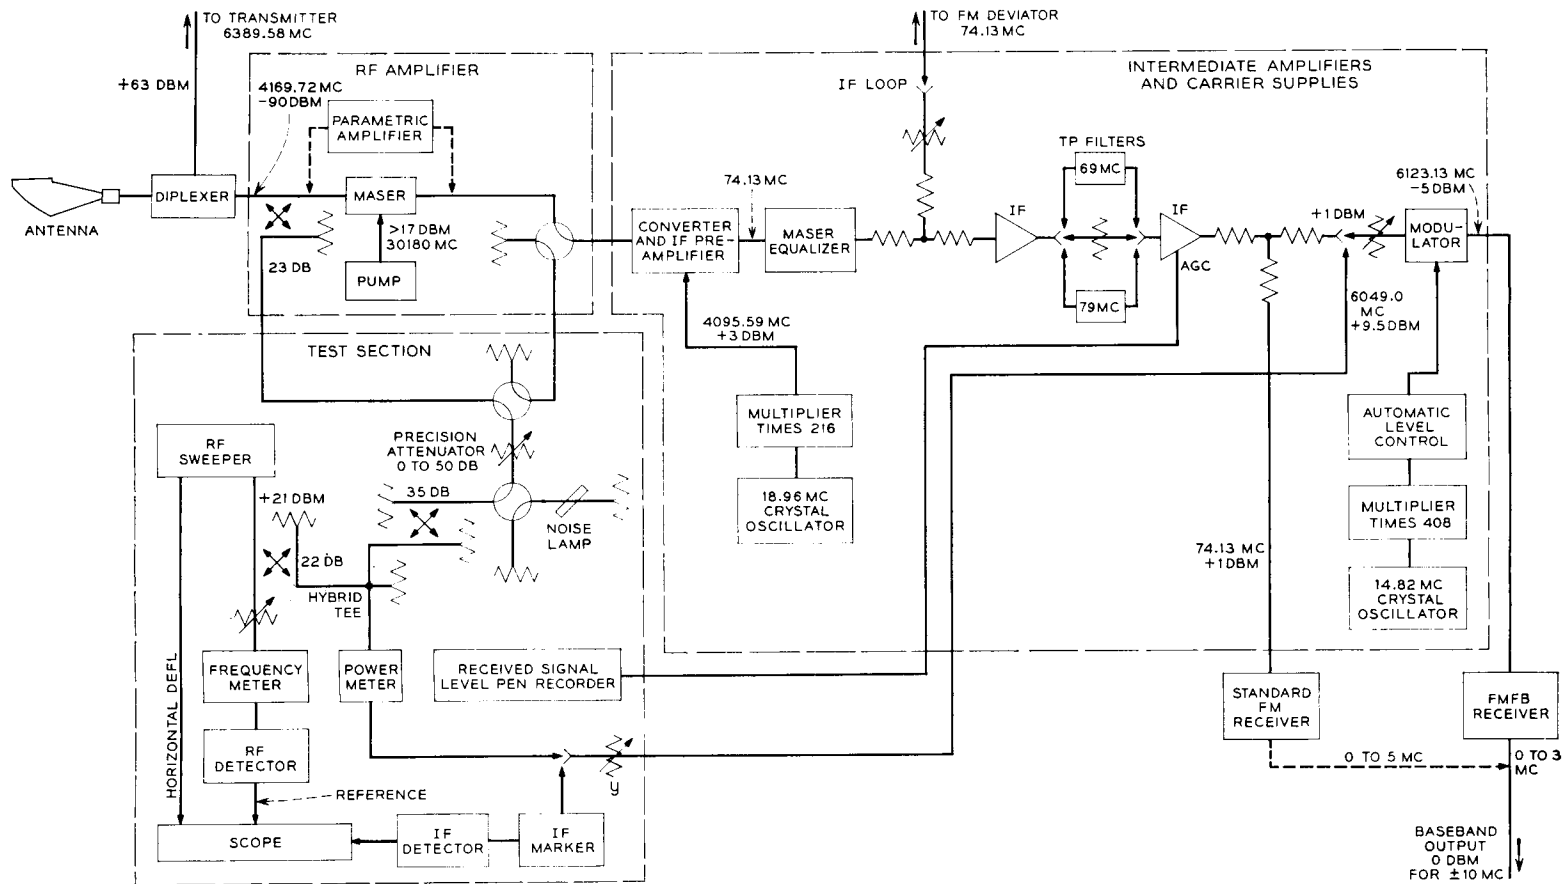 TO TRANSMITTER
6389.58 MC
+63 DBM
4169.72 MC
-90 DBM
RF AMPLIFIER
PARAMETRIC
AMPLIFIER
DIPLEXER
MASER
ANTENNA
>17 DBM
30180 MC
23 DB
PUMP
TO FM DEVIATOR
74.13 MC
INTERMEDIATE AMPLIFIERS
AND CARRIER SUPPLIES
IF LOOP
TP FILTERS
69 MC
74.13 MC
6123.13 MC
-5 DBM
CONVERTER
AND IF PRE-
AMPLIFIER
MASER
EQUALIZER
IF
IF
+1 DBM
MODU-
LATOR
AGC
79 MC
6049.0
MC
+9.5 DBM
4095.59 MC
+3 DBM
MULTIPLIER
TIMES 216
18.96 MC
CRYSTAL
OSCILLATOR
AUTOMATIC
LEVEL
CONTROL
MULTIPLIER
TIMES 408
14.82 MC
CRYSTAL
OSCILLATOR
74.13 MC
+1 DBM
TEST SECTION
RF
SWEEPER
PRECISION
ATTENUATOR
0 TO 50 DB
+21 DBM
35 DB
NOISE
LAMP
22 DB
HYBRID
TEE
HORIZONTAL DEFL
FREQUENCY
METER
POWER
METER
RECEIVED SIGNAL
LEVEL PEN RECORDER
STANDARD
FM
RECEIVER
FMFB
RECEIVER
RF
DETECTOR
0 TO 5 MC
0 TO 3
MC
REFERENCE
y
SCOPE
IF
DETECTOR
IF
MARKER
BASEBAND
OUTPUT
0 DBM
FOR ±10 MC